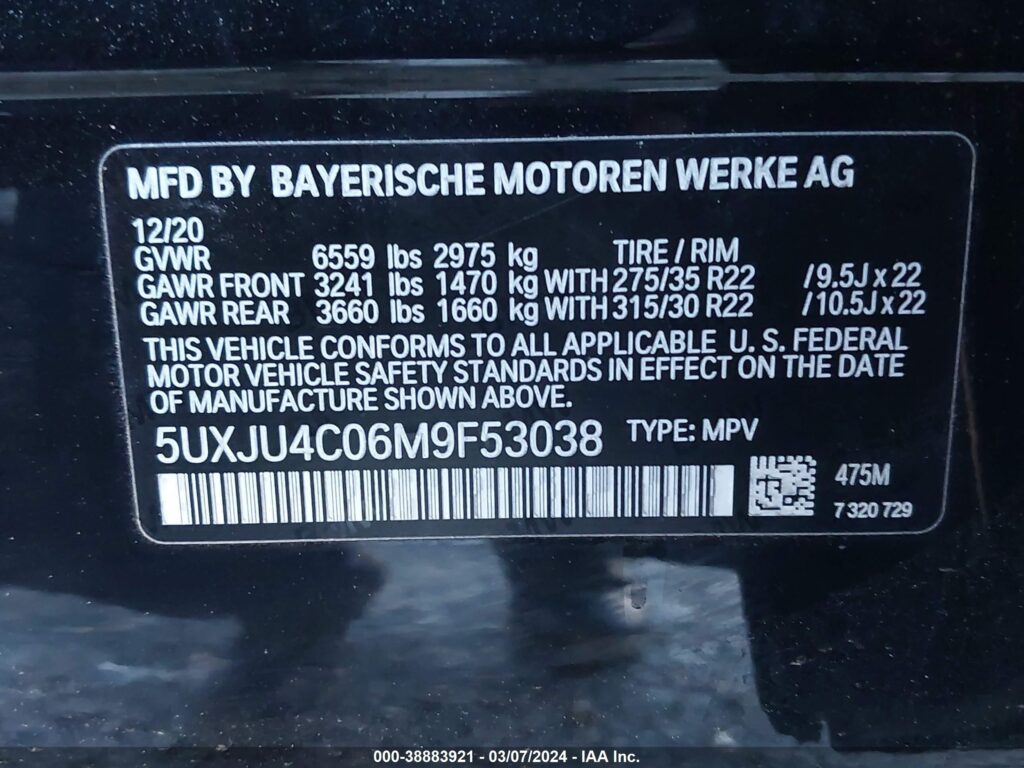 MFD BY BAYERISCHE MOTOREN WERKE AG
12/20
GVWR 6559 lbs 2975 kg TIRE / RIM
GAWR FRONT 3241 lbs 1470 kg WITH 275/35 R22 / 9.5J x 22
GAWR REAR 3660 lbs 1660 kg WITH 315/30 R22 / 10.5J x 22
THIS VEHICLE CONFORMS TO ALL APPLICABLE U. S. FEDERAL
MOTOR VEHICLE SAFETY STANDARDS IN EFFECT ON THE DATE
OF MANUFACTURE SHOWN ABOVE.
5UXJU4C06M9F53038 TYPE: MPV
475M
7 320 729
000-38883921 - 03/07/2024 - IAA Inc.